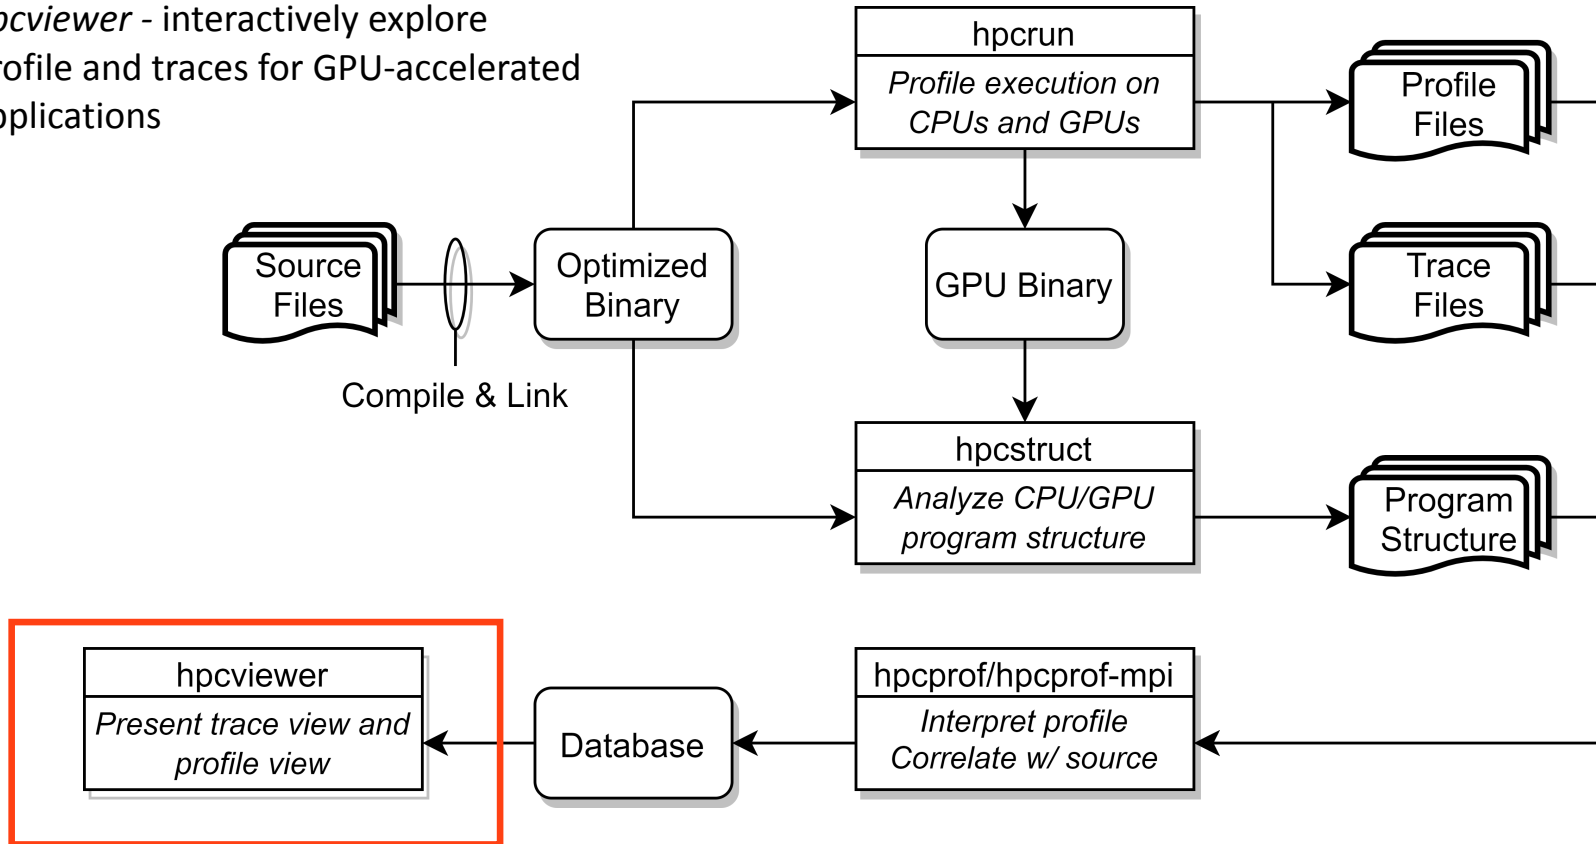 pcviewer - interactively explore
rofile and traces for GPU-accelerated
pplications
hpcrun
Profile execution on
CPUs and GPUs
Profile
Files
Source
Files
Optimized
Binary
GPU Binary
Trace
Files
Compile & Link
hpcstruct
Analyze CPU/GPU
program structure
Program
Structure
hpcviewer
Present trace view and
profile view
Database
hpcprof/hpcprof-mpi
Interpret profile
Correlate w/ source